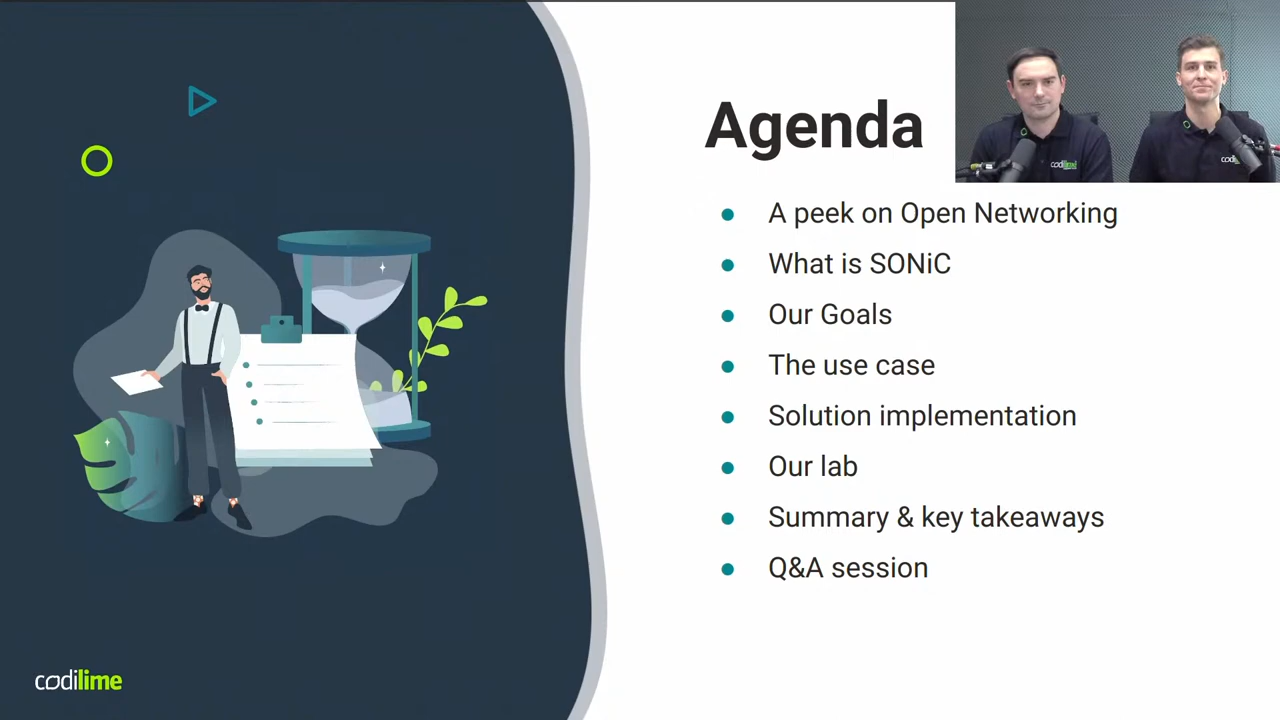 Agenda
A peek on Open Networking
What is SONiC
Our Goals
The use case
Solution implementation
Our lab
Summary & key takeaways
Q&A session
codilime
codilime